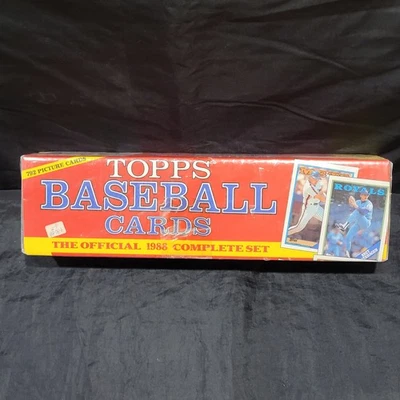 792 PICTURE CARDS
TOPPS
BASEBALL
CARDS
THE OFFICIAL 1988 COMPLETE SET
ROYALS